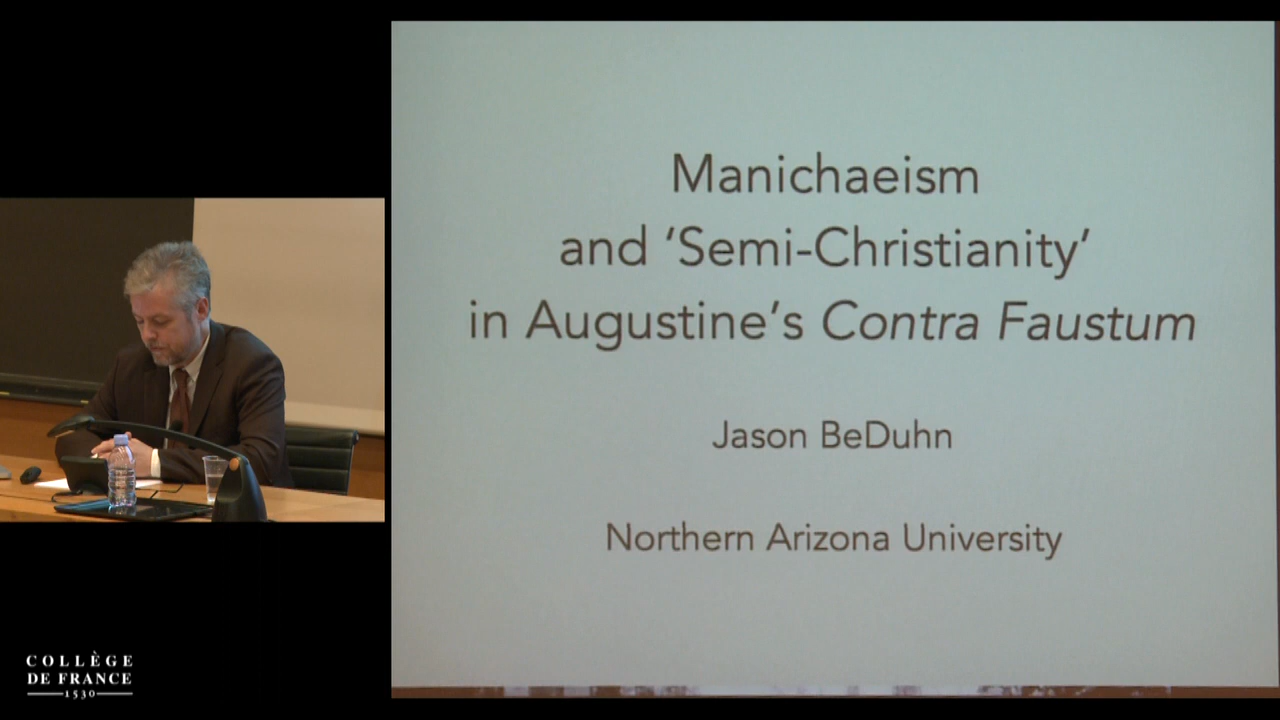 Manichaeism
and ‘Semi-Christianity’
in Augustine’s Contra Faustum
Jason BeDuhn
Northern Arizona University
COLLÈGE
DE FRANCE
1530